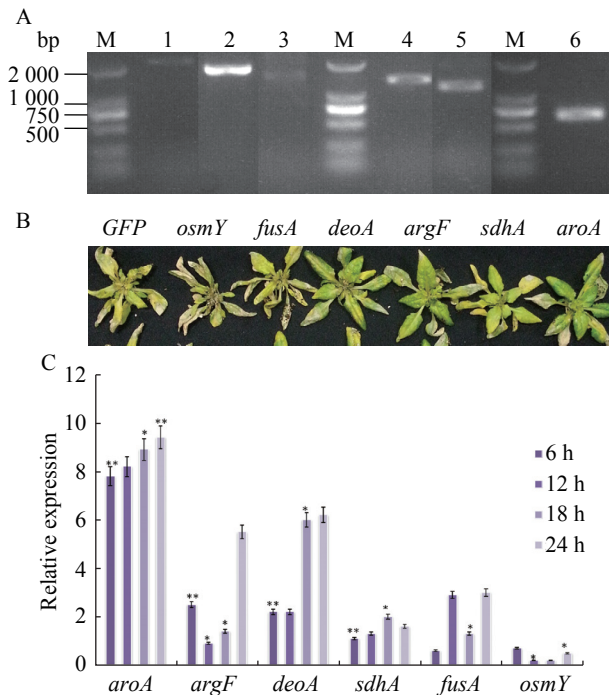 A
bp M 1 2 3 M 4 5 M 6
2 000
1 000
750
500
B
GFP osmY fusA deoA argF sdhA aroA
C
12
10
8
6
4
2
0
Relative expression
6 h
12 h
18 h
24 h
** * **
** * *
** *
** *
*
* *
aroA argF deoA sdhA fusA osmY